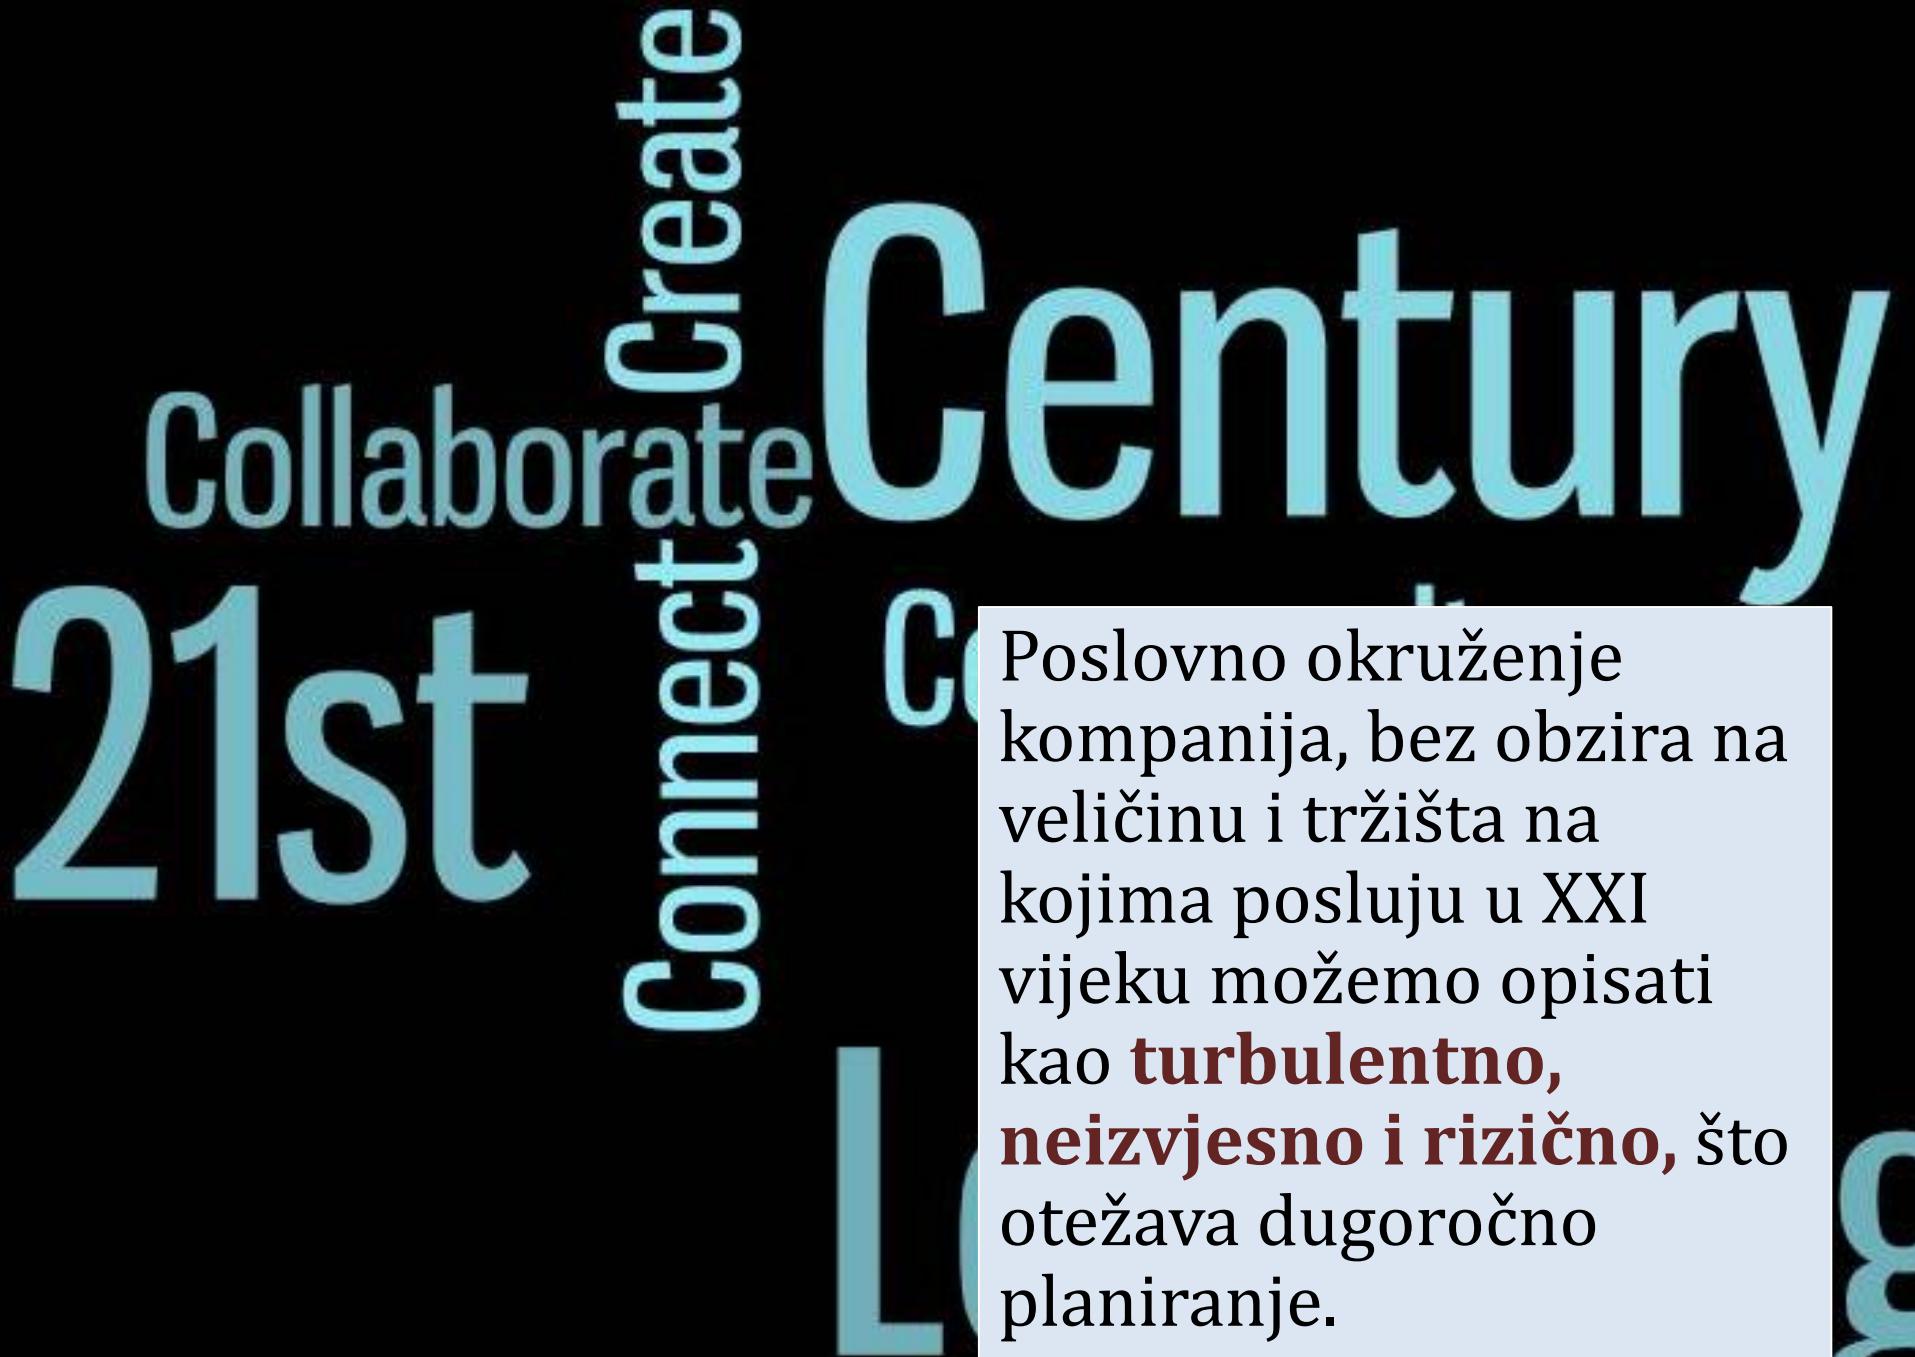 Create
Century
Collaborate
21st
Connect
Poslovno okruženje
kompanija, bez obzira na
veličinu i tržišta na
kojima posluju u XXI
vijeku možemo opisati
kao turbulentno,
neizvjesno i rizično, što
otežava dugoročno
planiranje.